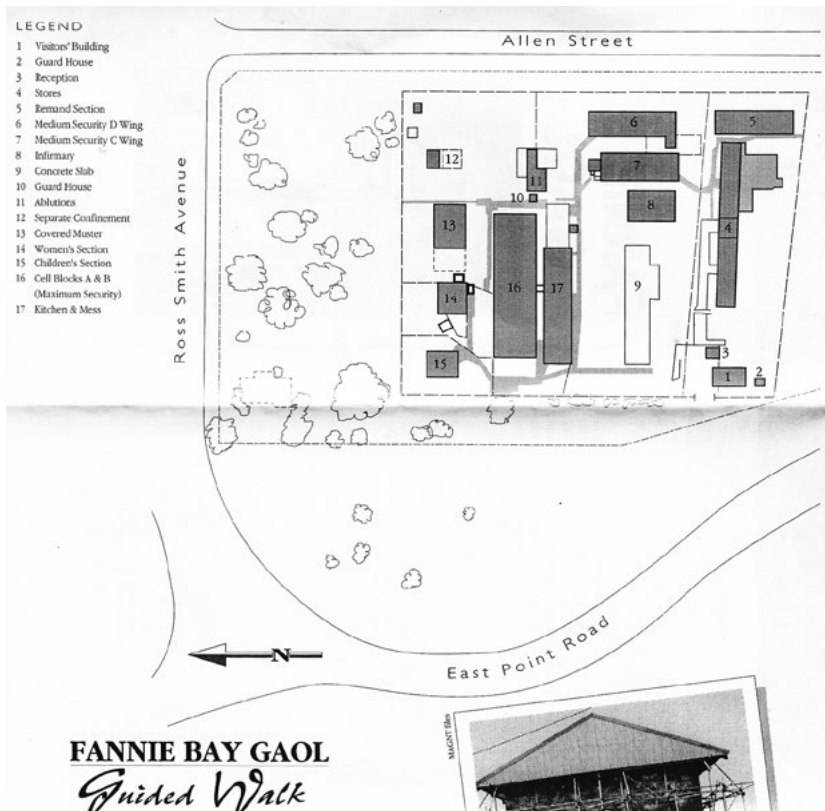 LEGEND
1 Visitors' Building
2 Guard House
3 Reception
4 Stores
5 Remand Section
6 Medium Security D Wing
7 Medium Security C Wing
8 Infirmary
9 Concrete Slab
10 Guard House
11 Ablutions
12 Separate Confinement
13 Covered Muster
14 Women's Section
15 Children's Section
16 Cell Blocks A & B
(Maximum Security)
17 Kitchen & Mess
Allen Street
Ross Smith Avenue
6
5
12
11
7
10
8
13
4
16
17
9
14
3
15
1
2
N
East Point Road
MAGNT files
FANNIE BAY GAOL
Guided Walk